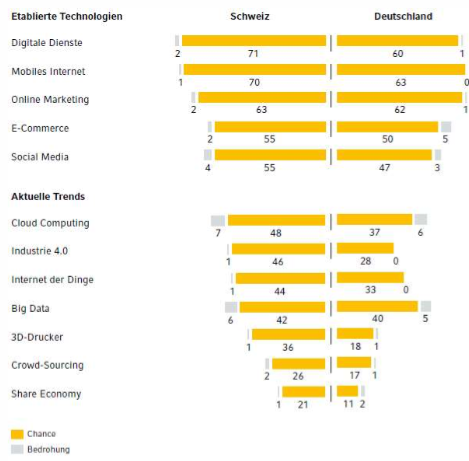 Etablierte Technologien Schweiz Deutschland
Digitale Dienste
2 71 60 1
Mobiles Internet
1 70 63 0
Online Marketing
2 63 62 1
E-Commerce
2 55 50 5
Social Media
4 55 47 3
Aktuelle Trends
Cloud Computing
7 48 37 6
Industrie 4.0
1 46 28 0
Internet der Dinge
1 44 33 0
Big Data
6 42 40 5
3D-Drucker
1 36 18 1
Crowd-Sourcing
2 26 17 1
Share Economy
1 21 11 2
Chance
Bedrohung